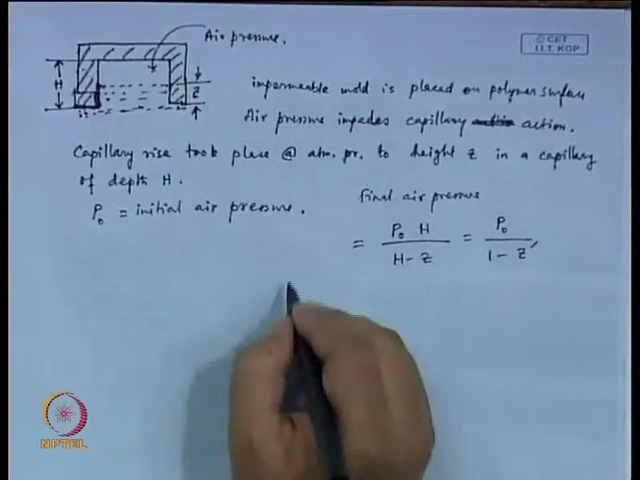 Air pressure.
© CET
I.I.T. KGP
H
z
impermeable mold is placed on polymer surface
Air pressure impedes capillary action.
Capillary rise took place @ atm. pr. to height z in a capillary
of depth H.
P₀ = initial air pressure.
Final air pressure
= P₀ H / H - z = P₀ / 1 - z'
NPTEL